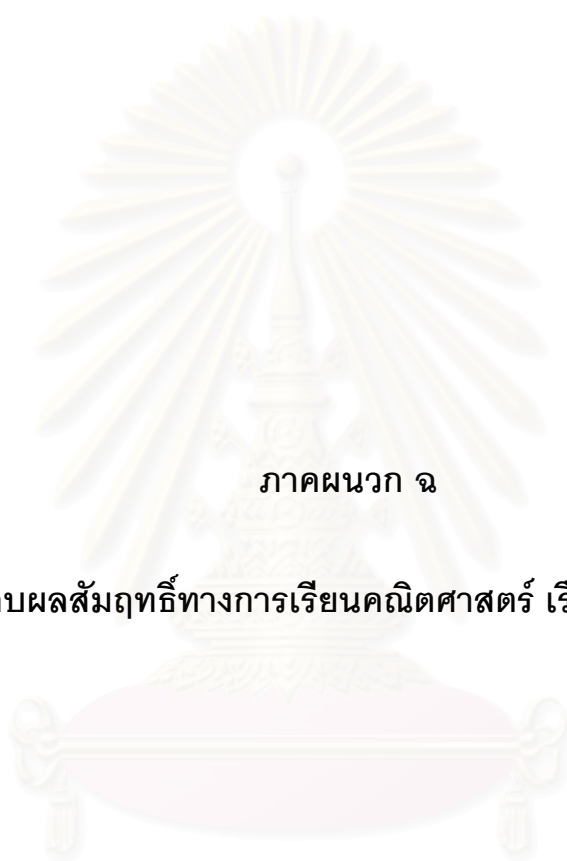 ภาคผนวก ฉ
บผลสัมฤทธิ์ทางการเรียนคณิตศาสตร์